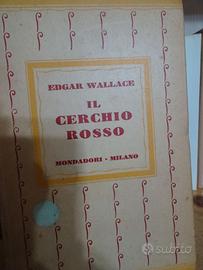 EDGAR WALLACE
IL
CERCHIO
ROSSO
MONDADORI - MILANO
subito